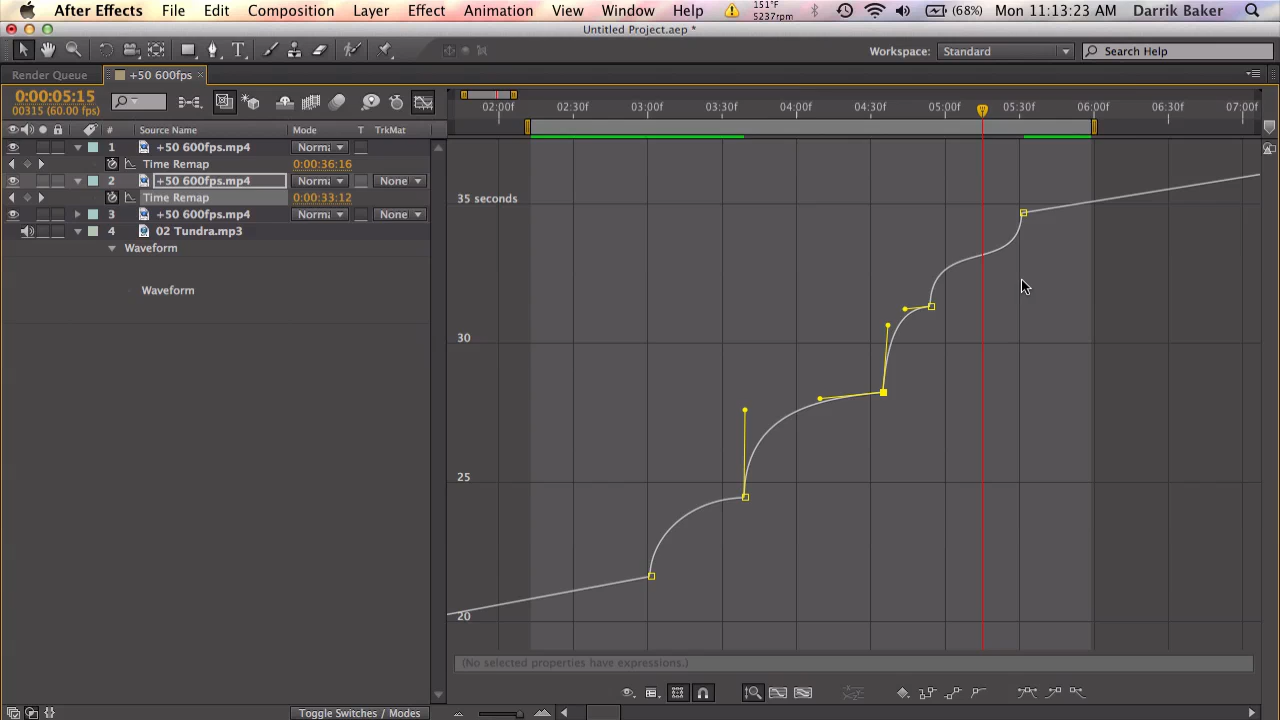 After Effects File Edit Composition Layer Effect Animation View Window Help 151°F 5237rpm (68%) Mon 11:13:23 AM Darrik Baker
Untitled Project.aep *
T Workspace: Standard Search Help
Render Queue +50 600fps
0:00:05:15
00315 (60.00 fps)
02:00f 02:30f 03:00f 03:30f 04:00f 04:30f 05:00f 05:30f 06:00f 06:30f 07:00f
# Source Name Mode T TrkMat
1 +50 600fps.mp4 Norma
Time Remap 0:00:36:16
2 +50 600fps.mp4 Norma None
Time Remap 0:00:33:12
3 +50 600fps.mp4 Norma None
4 02 Tundra.mp3
Waveform
Waveform
35 seconds
30
25
20
(No selected properties have expressions.)
Toggle Switches / Modes